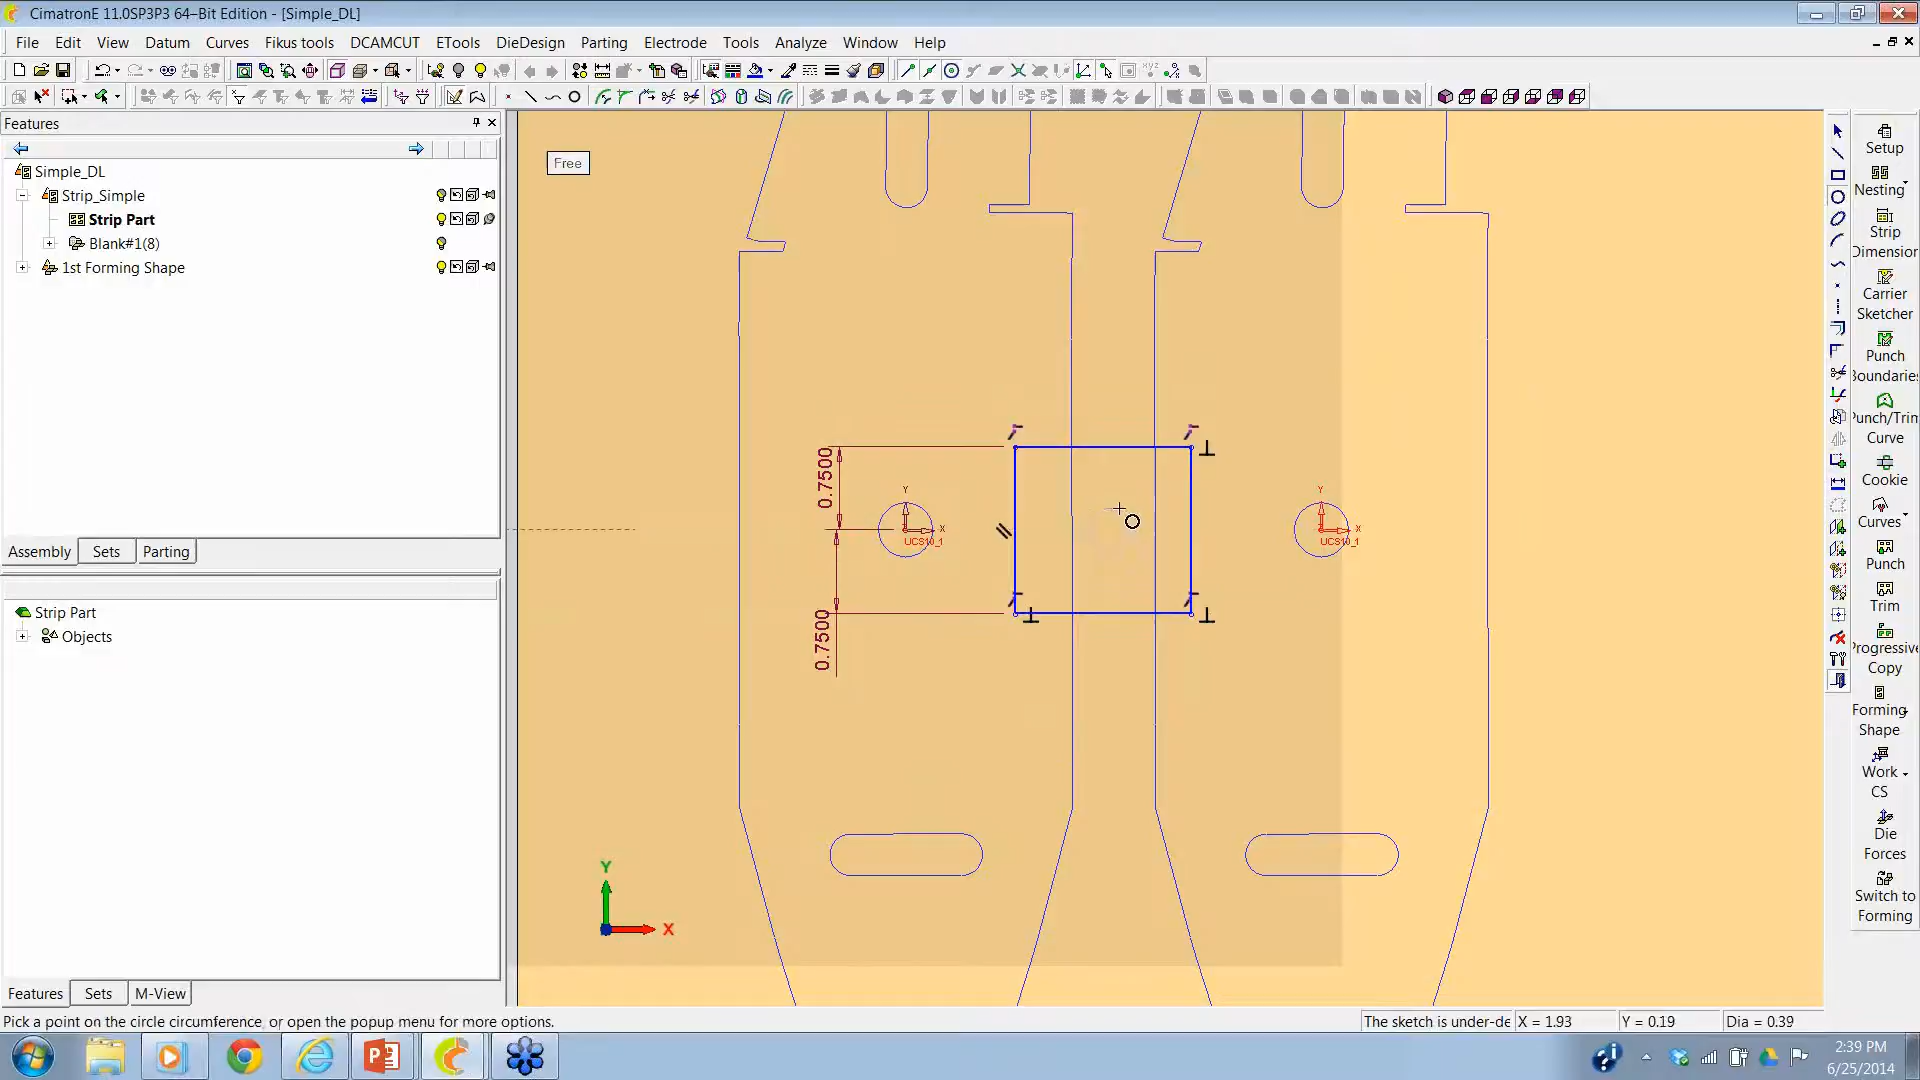 CimatronE 11.0SP3P3 64-Bit Edition - [Simple_DL]
File Edit View Datum Curves Fikus tools DCAMCUT ETools DieDesign Parting Electrode Tools Analyze Window Help
Features
Simple_DL
Strip_Simple
Strip Part
Blank#1(8)
1st Forming Shape
Assembly Sets Parting
Strip Part
Objects
Features Sets M-View
Free
0.7500
0.7500
Y
X
UCS10_1
Y
X
UCS10_1
Y
X
Setup
Nesting
Strip
Dimension
Carrier
Sketcher
Punch
Boundarie
Punch/Trim
Curve
Cookie
Curves
Punch
Trim
Progressive
Copy
Forming
Shape
Work
CS
Die
Forces
Switch to
Forming
Pick a point on the circle circumference, or open the popup menu for more options.
The sketch is under-de X = 1.93 Y = 0.19 Dia = 0.39
2:39 PM
6/25/2014